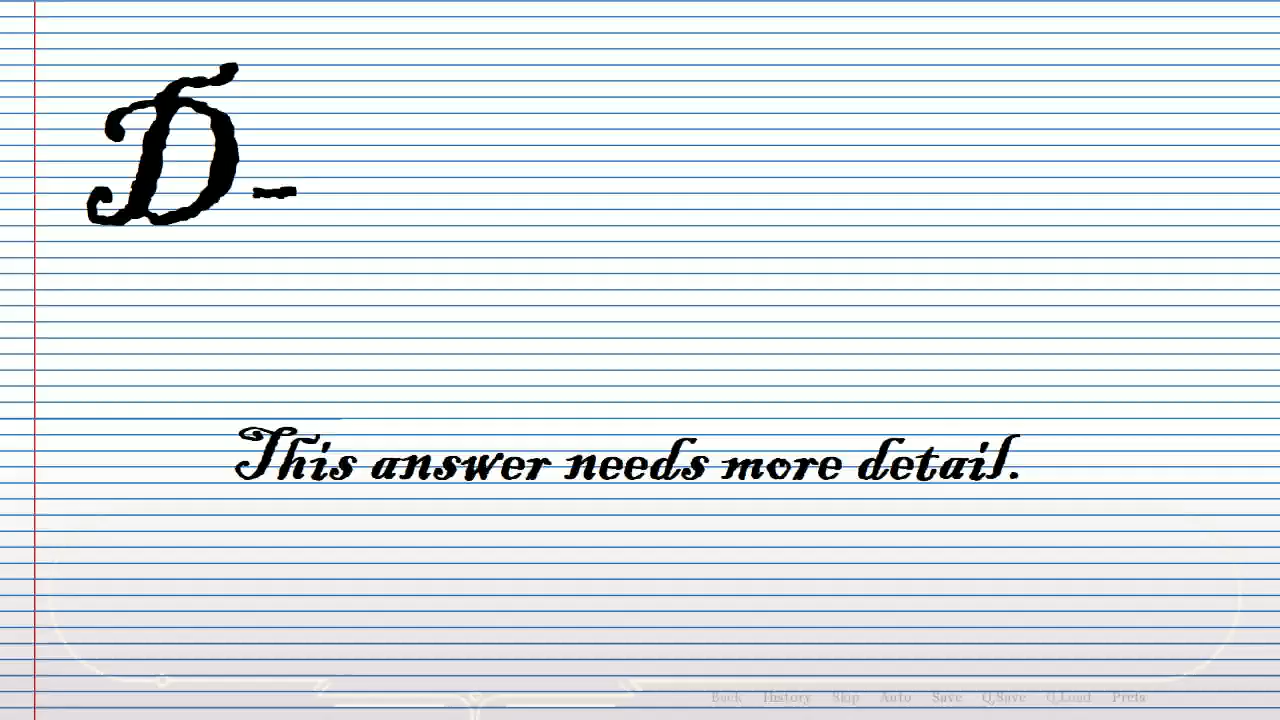 D-
This answer needs more detail.
Back History Skip Auto Save Q.Save Q.Load Prefs